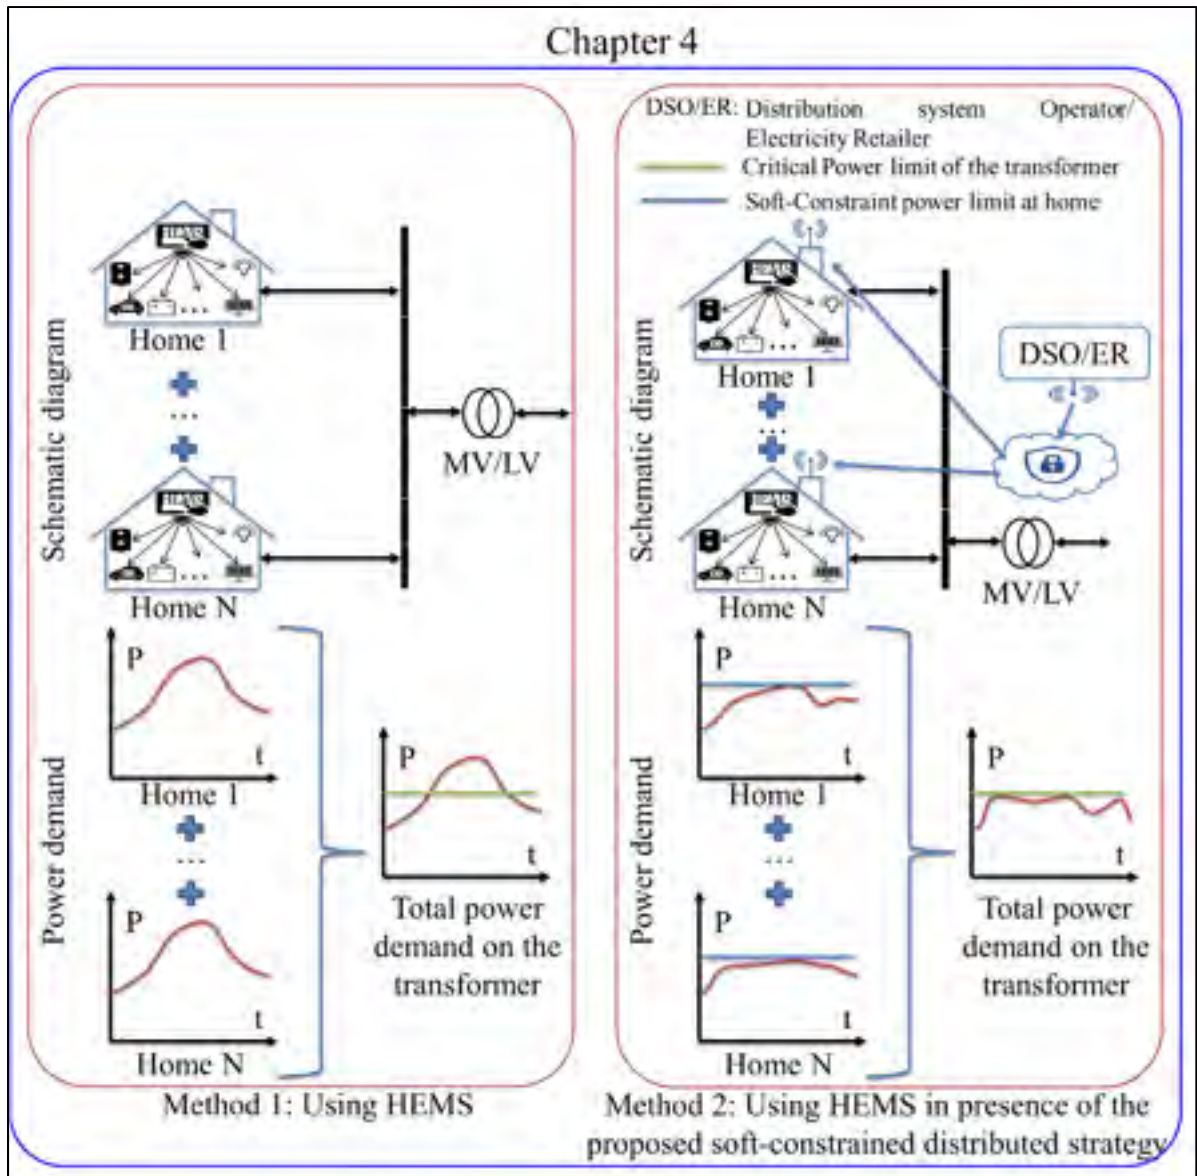 Chapter 4
Schematic diagram
HEMS
Home 1
...
...
HEMS
...
Home N
MV/LV
Power demand
P
t
Home 1
...
P
t
Home N
P
t
Total power
demand on the
transformer
Method 1: Using HEMS
DSO/ER: Distribution system Operator/
Electricity Retailer
Critical Power limit of the transformer
Soft-Constraint power limit at home
Schematic diagram
HEMS
...
Home 1
...
HEMS
...
Home N
DSO/ER
MV/LV
Power demand
P
t
Home 1
...
P
t
Home N
P
t
Total power
demand on the
transformer
Method 2: Using HEMS in presence of the
proposed soft-constrained distributed strategy